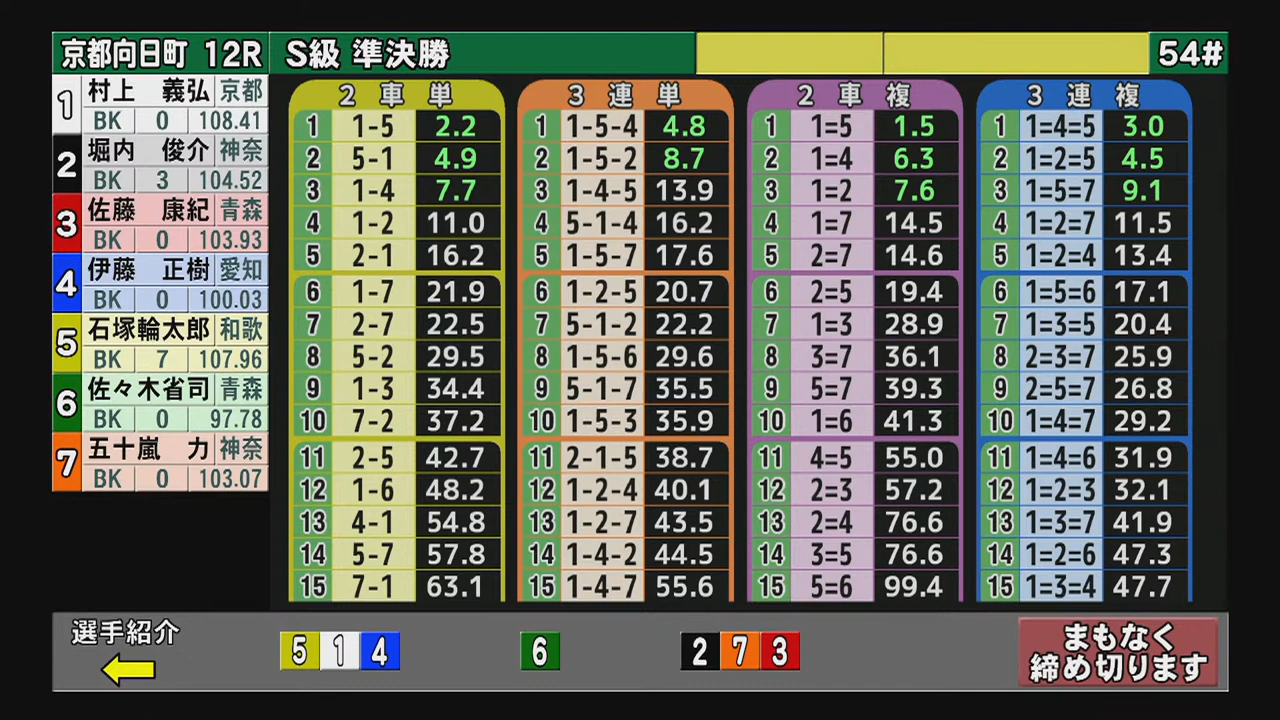 京都向日町 12R S級 準決勝 54#
1 村上 義弘 京都
BK 0 108.41
2 堀内 俊介 神奈
BK 3 104.52
3 佐藤 康紀 青森
BK 0 103.93
4 伊藤 正樹 愛知
BK 0 100.03
5 石塚輪太郎 和歌
BK 7 107.96
6 佐々木省司 青森
BK 0 97.78
7 五十嵐 力 神奈
BK 0 103.07
2 車 単
1 1-5 2.2
2 5-1 4.9
3 1-4 7.7
4 1-2 11.0
5 2-1 16.2
6 1-7 21.9
7 2-7 22.5
8 5-2 29.5
9 1-3 34.4
10 7-2 37.2
11 2-5 42.7
12 1-6 48.2
13 4-1 54.8
14 5-7 57.8
15 7-1 63.1
3 連 単
1 1-5-4 4.8
2 1-5-2 8.7
3 1-4-5 13.9
4 5-1-4 16.2
5 1-5-7 17.6
6 1-2-5 20.7
7 5-1-2 22.2
8 1-5-6 29.6
9 5-1-7 35.5
10 1-5-3 35.9
11 2-1-5 38.7
12 1-2-4 40.1
13 1-2-7 43.5
14 1-4-2 44.5
15 1-4-7 55.6
2 車 複
1 1=5 1.5
2 1=4 6.3
3 1=2 7.6
4 1=7 14.5
5 2=7 14.6
6 2=5 19.4
7 1=3 28.9
8 3=7 36.1
9 5=7 39.3
10 1=6 41.3
11 4=5 55.0
12 2=3 57.2
13 2=4 76.6
14 3=5 76.6
15 5=6 99.4
3 連 複
1 1=4=5 3.0
2 1=2=5 4.5
3 1=5=7 9.1
4 1=2=7 11.5
5 1=2=4 13.4
6 1=5=6 17.1
7 1=3=5 20.4
8 2=3=7 25.9
9 2=5=7 26.8
10 1=4=7 29.2
11 1=4=6 31.9
12 1=2=3 32.1
13 1=3=7 41.9
14 1=2=6 47.3
15 1=3=4 47.7
選手紹介
5 1 4 6 2 7 3
まもなく
締め切ります